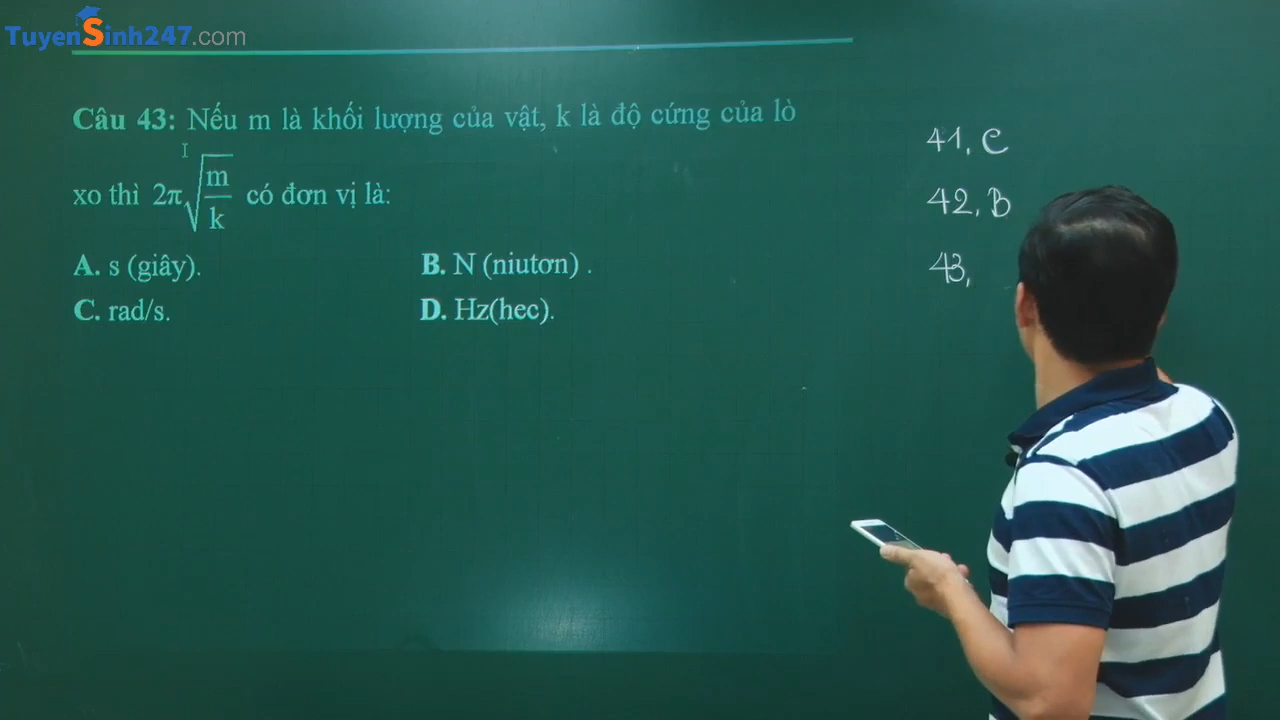 TuyenSinh247.com
Câu 43: Nếu m là khối lượng của vật, k là độ cứng của lò
xo thì 2π√(m/k) có đơn vị là:
A. s (giây).
B. N (niutơn) .
C. rad/s.
D. Hz(hec).
41, C
42, B
43,